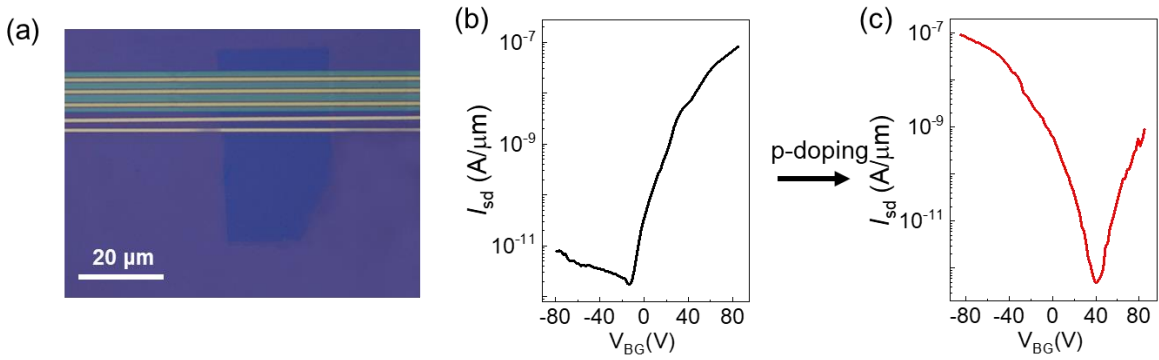 (a)
20 μm
(b)
10⁻⁷
10⁻⁹
10⁻¹¹
I_sd (A/μm)
-80 -40 0 40 80
V_BG(V)
p-doping
(c)
10⁻⁷
10⁻⁹
10⁻¹¹
I_sd (A/μm)
-80 -40 0 40 80
V_BG(V)